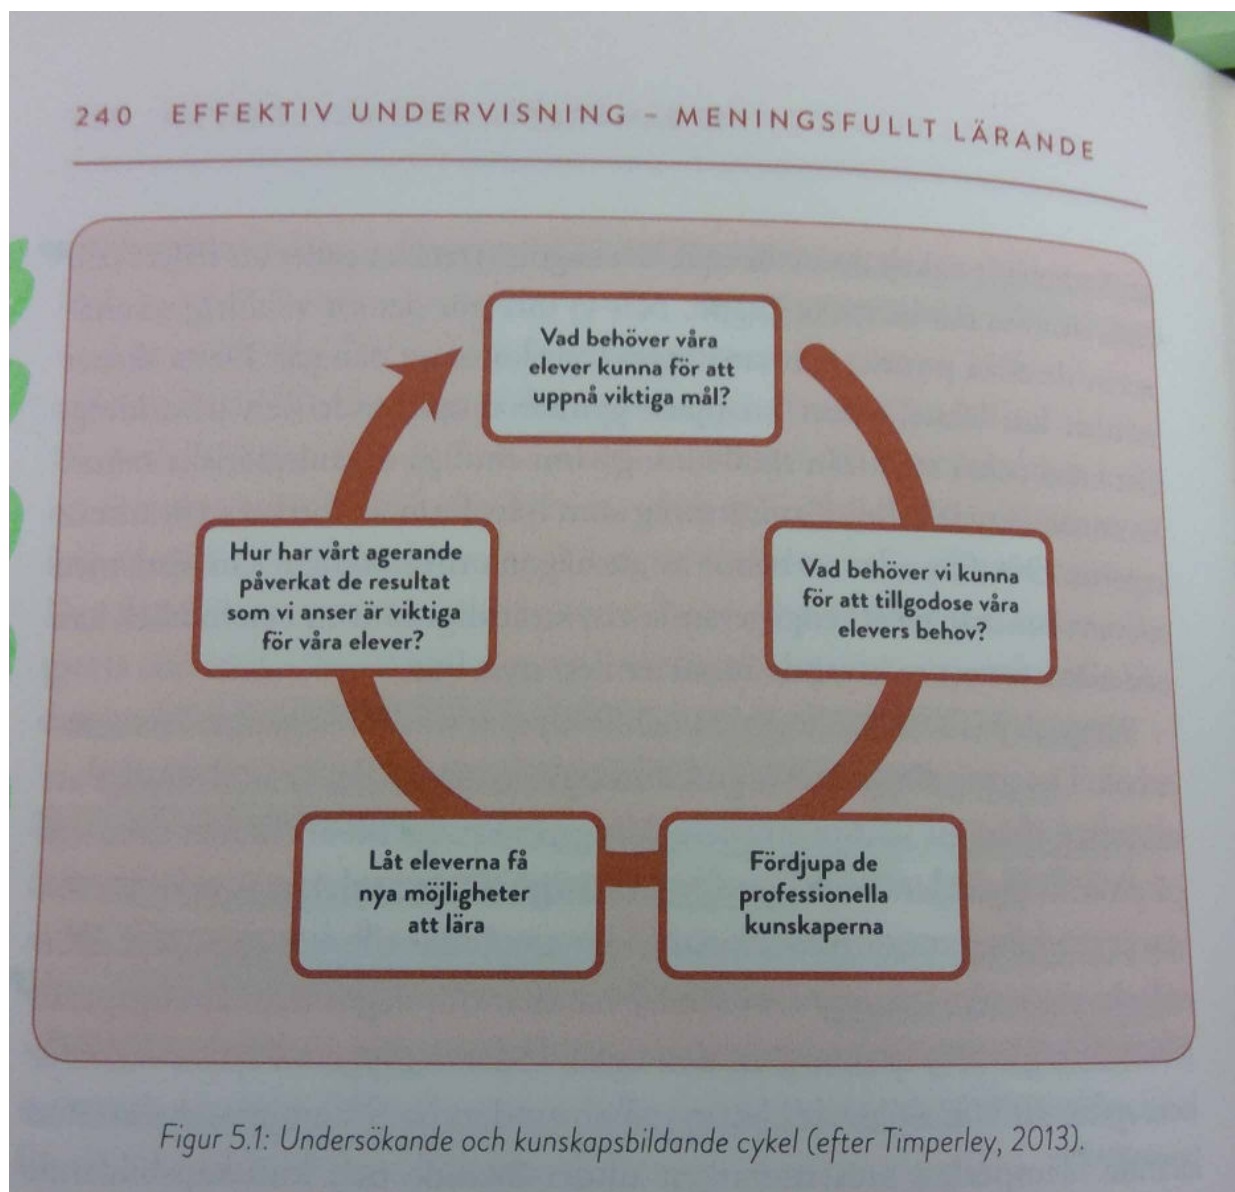 240 EFFEKTIV UNDERVISNING – MENINGSFULLT LÄRANDE
Vad behöver våra
elever kunna för att
uppnå viktiga mål?
Hur har vårt agerande
påverkat de resultat
som vi anser är viktiga
för våra elever?
Vad behöver vi kunna
för att tillgodose våra
elevers behov?
Låt eleverna få
nya möjligheter
att lära
Fördjupa de
professionella
kunskaperna
Figur 5.1: Undersökande och kunskapsbildande cykel (efter Timperley, 2013).